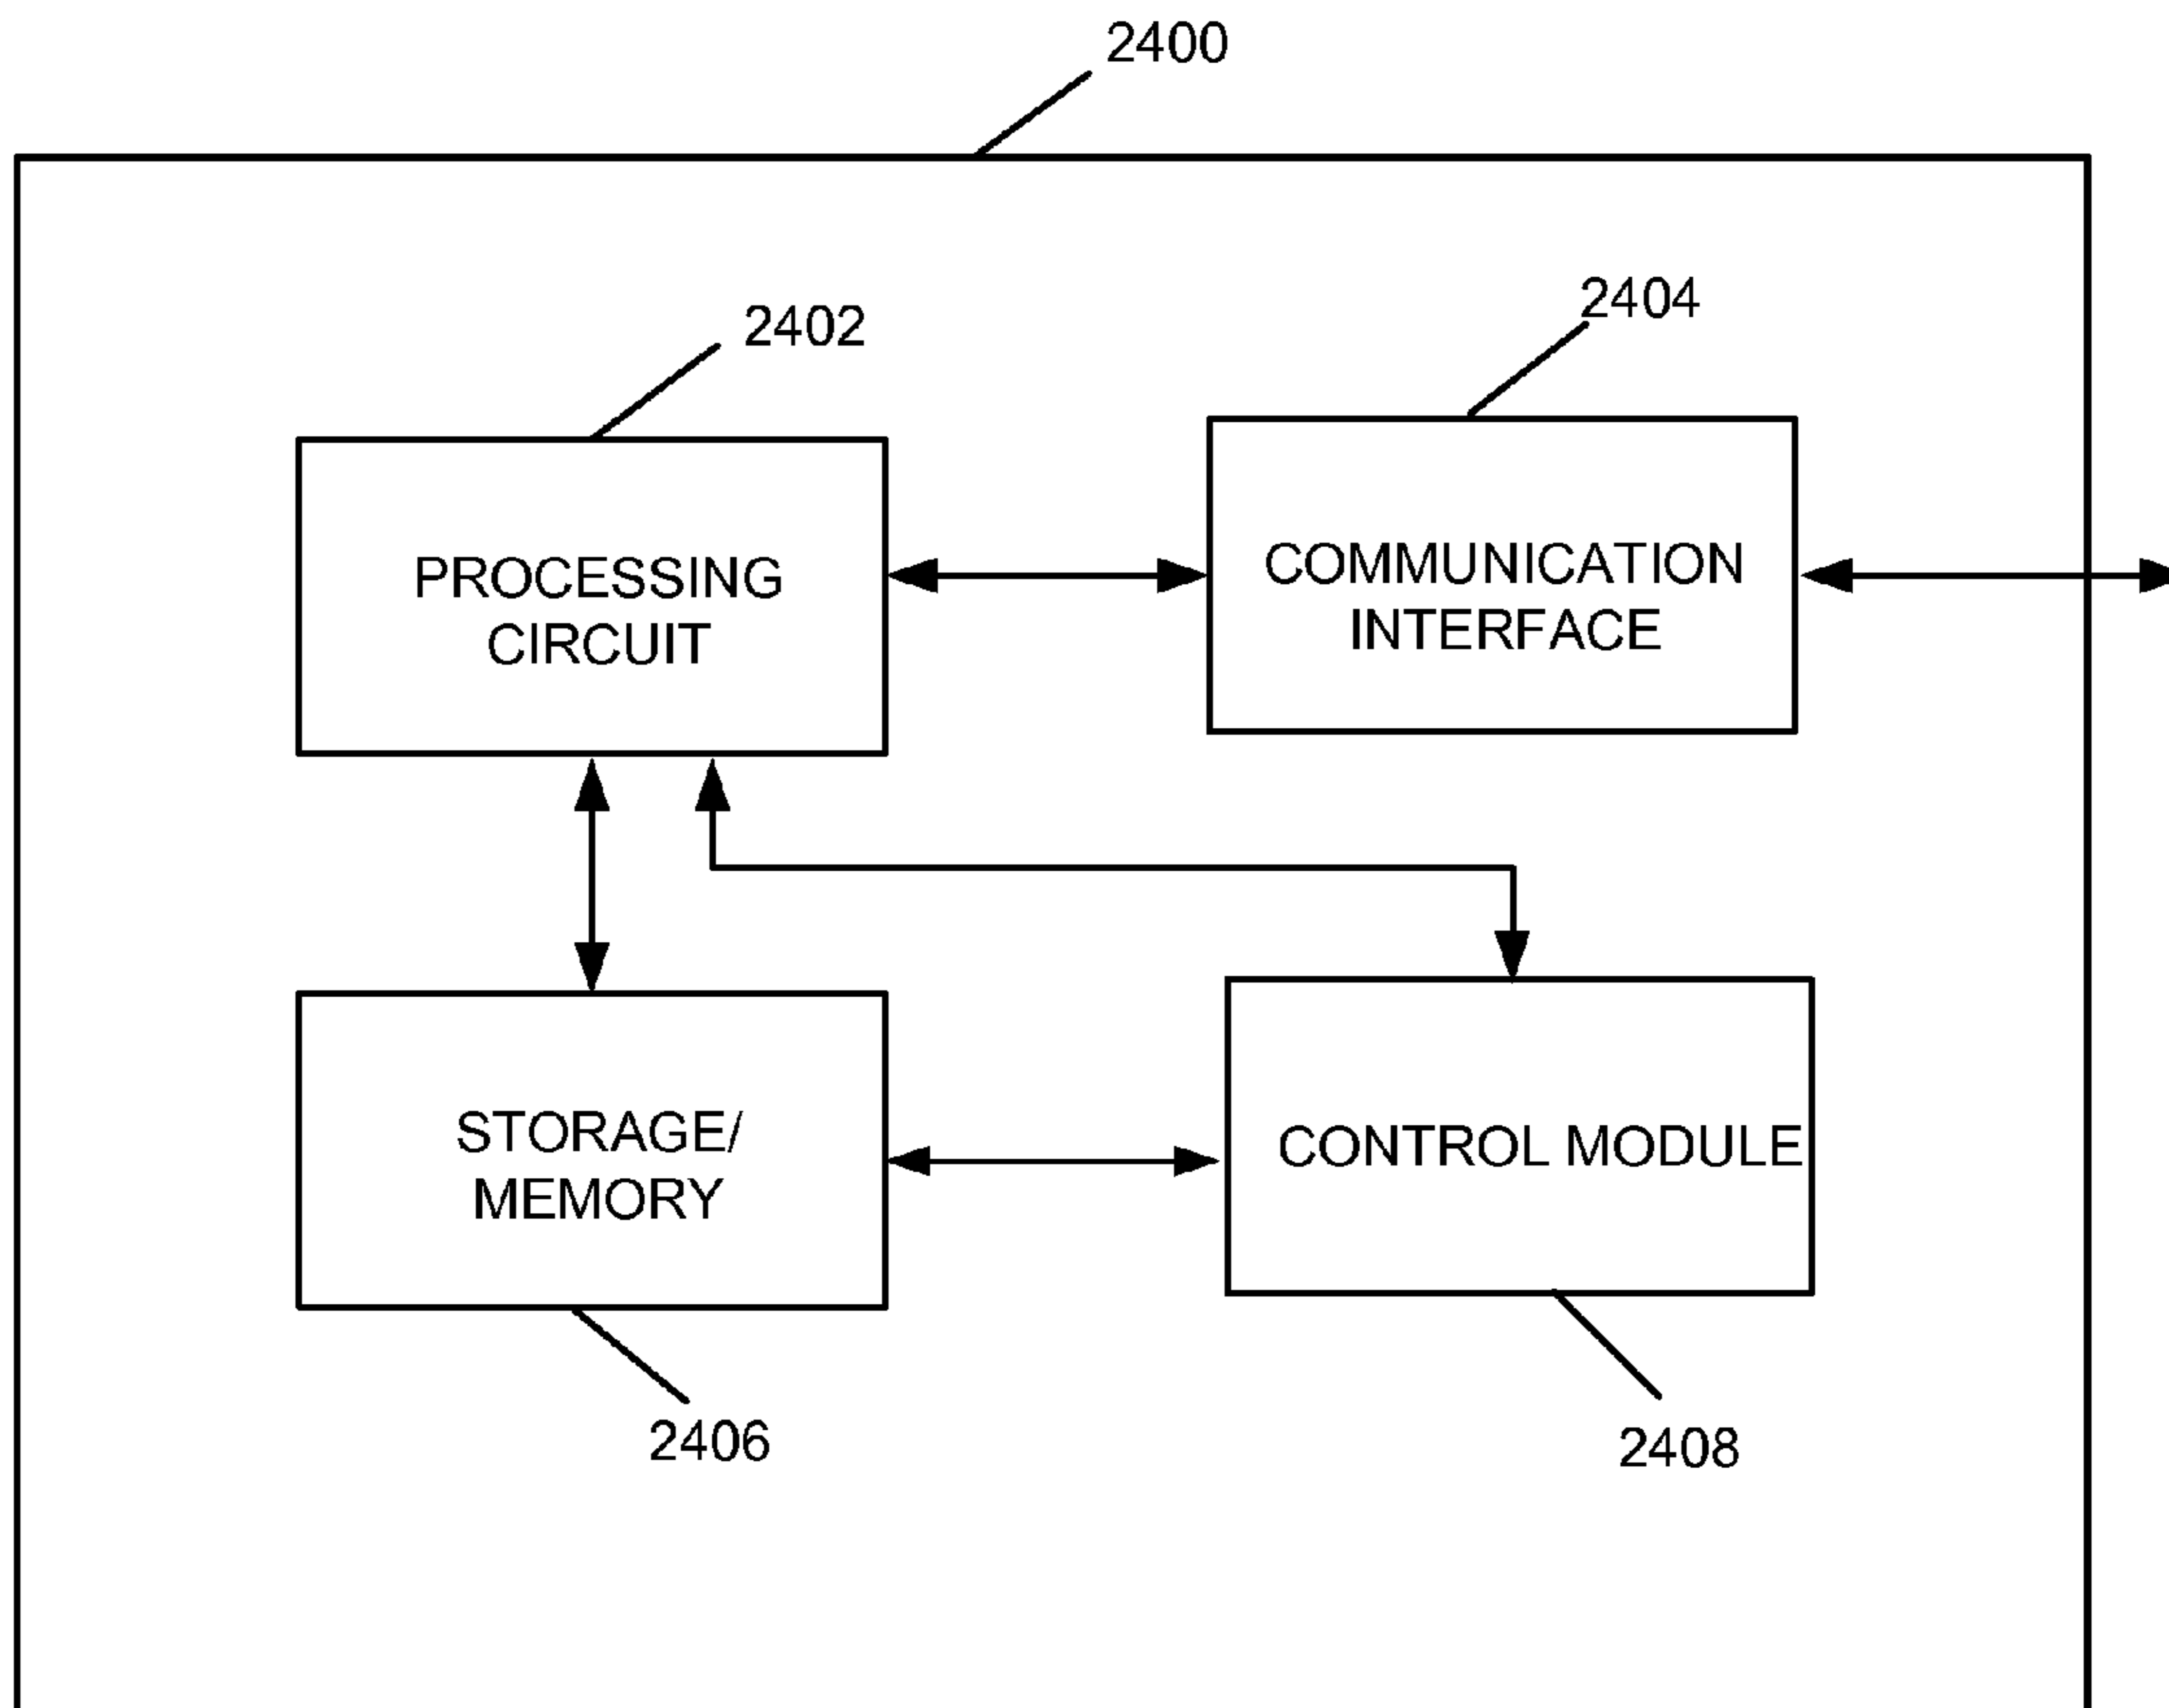 2400
2402
2404
PROCESSING
CIRCUIT
COMMUNICATION
INTERFACE
STORAGE/
MEMORY
CONTROL MODULE
2406
2408